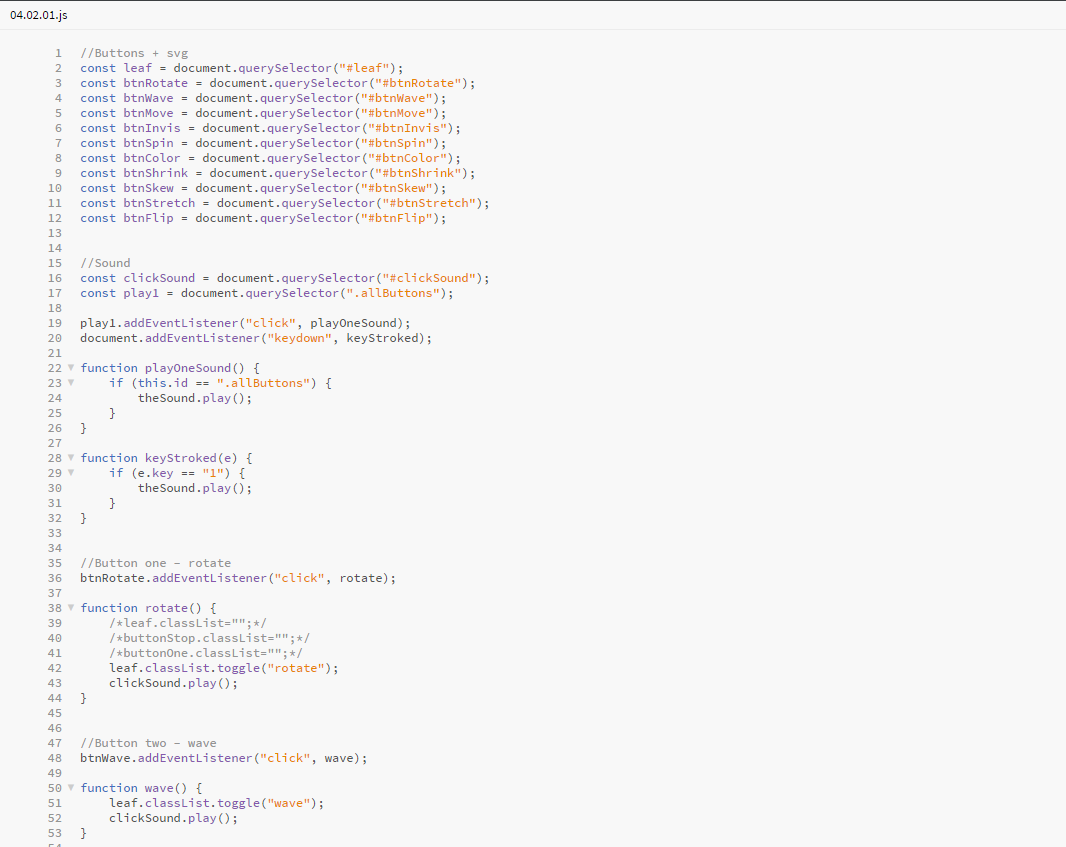 04.02.01.js
1 //Buttons + svg
2 const leaf = document.querySelector("#leaf");
3 const btnRotate = document.querySelector("#btnRotate");
4 const btnWave = document.querySelector("#btnWave");
5 const btnMove = document.querySelector("#btnMove");
6 const btnInvis = document.querySelector("#btnInvis");
7 const btnSpin = document.querySelector("#btnSpin");
8 const btnColor = document.querySelector("#btnColor");
9 const btnShrink = document.querySelector("#btnShrink");
10 const btnSkew = document.querySelector("#btnSkew");
11 const btnStretch = document.querySelector("#btnStretch");
12 const btnFlip = document.querySelector("#btnFlip");
13
14
15 //Sound
16 const clickSound = document.querySelector("#clickSound");
17 const play1 = document.querySelector(".allButtons");
18
19 play1.addEventListener("click", playOneSound);
20 document.addEventListener("keydown", keyStroked);
21
22 function playOneSound() {
23     if (this.id == ".allButtons") {
24         theSound.play();
25     }
26 }
27
28 function keyStroked(e) {
29     if (e.key == "1") {
30         theSound.play();
31     }
32 }
33
34
35 //Button one - rotate
36 btnRotate.addEventListener("click", rotate);
37
38 function rotate() {
39     /*leaf.classList="";*/
40     /*buttonStop.classList="";*/
41     /*buttonOne.classList="";*/
42     leaf.classList.toggle("rotate");
43     clickSound.play();
44 }
45
46
47 //Button two - wave
48 btnWave.addEventListener("click", wave);
49
50 function wave() {
51     leaf.classList.toggle("wave");
52     clickSound.play();
53 }